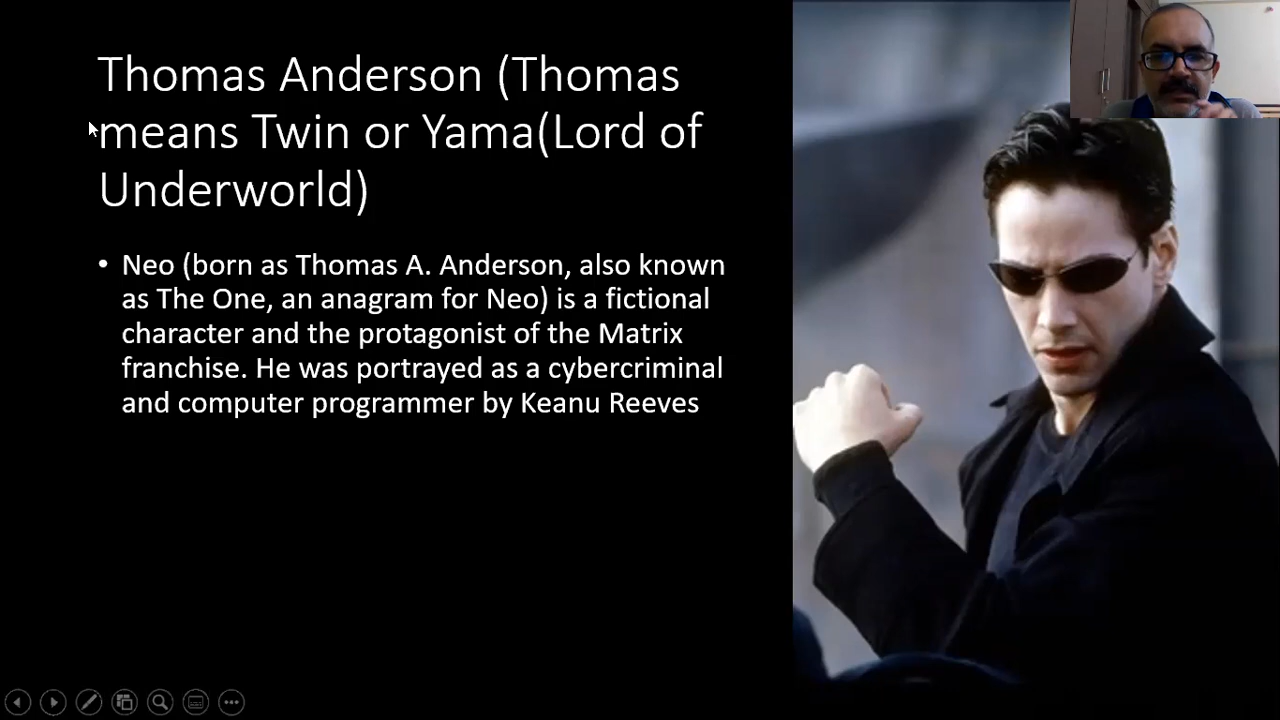 Thomas Anderson (Thomas
means Twin or Yama(Lord of
Underworld)
• Neo (born as Thomas A. Anderson, also known
as The One, an anagram for Neo) is a fictional
character and the protagonist of the Matrix
franchise. He was portrayed as a cybercriminal
and computer programmer by Keanu Reeves